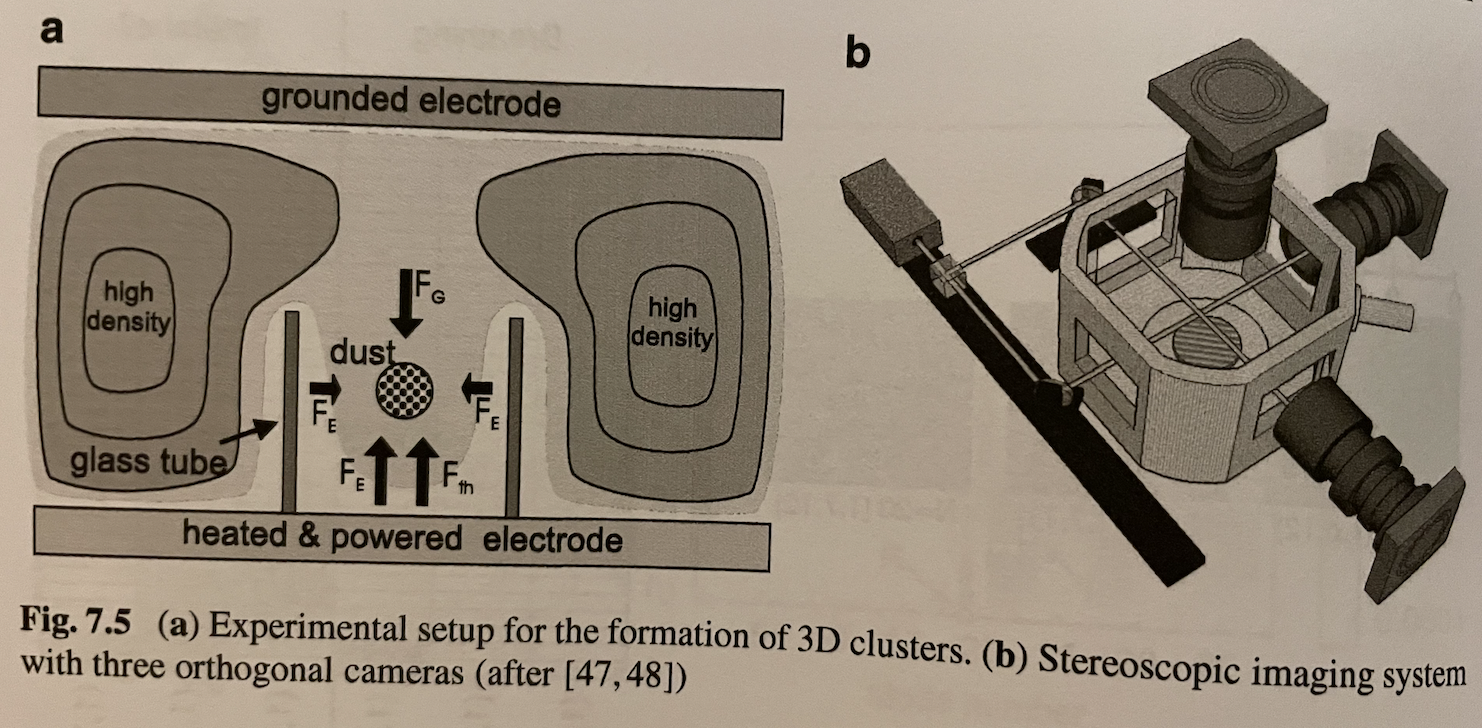 a
b
grounded electrode
high
density
high
density
F_G
dust
F_E
F_E
glass tube
F_E
F_th
heated & powered electrode
Fig. 7.5 (a) Experimental setup for the formation of 3D clusters. (b) Stereoscopic imaging system
with three orthogonal cameras (after [47,48])